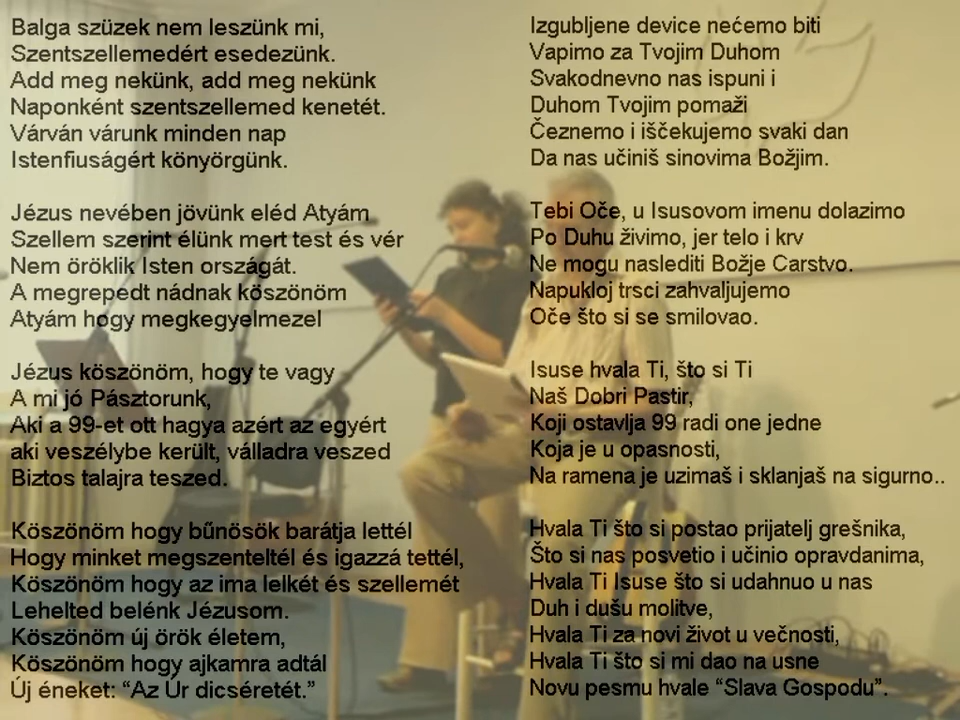 Balga szüzek nem leszünk mi,
Szentszellemedért esedezünk.
Add meg nekünk, add meg nekünk
Naponként szentszellemed kenetét.
Várván várunk minden nap
Istenfiuságért könyörgünk.
Jézus nevében jövünk eléd Atyám
Szellem szerint élünk mert test és vér
Nem öröklik Isten országát.
A megrepedt nádnak köszönöm
Atyám hogy megkegyelmezel
Jézus köszönöm, hogy te vagy
A mi jó Pásztorunk,
Aki a 99-et ott hagya azért az egyért
aki veszélybe került, válladra veszed
Biztos talajra teszed.
Köszönöm hogy bűnösök barátja lettél
Hogy minket megszenteltél és igazzá tettél,
Köszönöm hogy az ima lelkét és szellemét
Lehelted belénk Jézusom.
Köszönöm új örök életem,
Köszönöm hogy ajkamra adtál
Új éneket: “Az Úr dicséretét.”
Izgubljene device nećemo biti
Vapimo za Tvojim Duhom
Svakodnevno nas ispuni i
Duhom Tvojim pomaži
Čeznemo i iščekujemo svaki dan
Da nas učiniš sinovima Božjim.
Tebi Oče, u Isusovom imenu dolazimo
Po Duhu živimo, jer telo i krv
Ne mogu naslediti Božje Carstvo.
Napukloj trsci zahvaljujemo
Oče što si se smilovao.
Isuse hvala Ti, što si Ti
Naš Dobri Pastir,
Koji ostavlja 99 radi one jedne
Koja je u opasnosti,
Na ramena je uzimaš i sklanjaš na sigurno..
Hvala Ti što si postao prijatelj grešnika,
Što si nas posvetio i učinio opravdanima,
Hvala Ti Isuse što si udahnuo u nas
Duh i dušu molitve,
Hvala Ti za novi život u večnosti,
Hvala Ti što si mi dao na usne
Novu pesmu hvale “Slava Gospodu”.